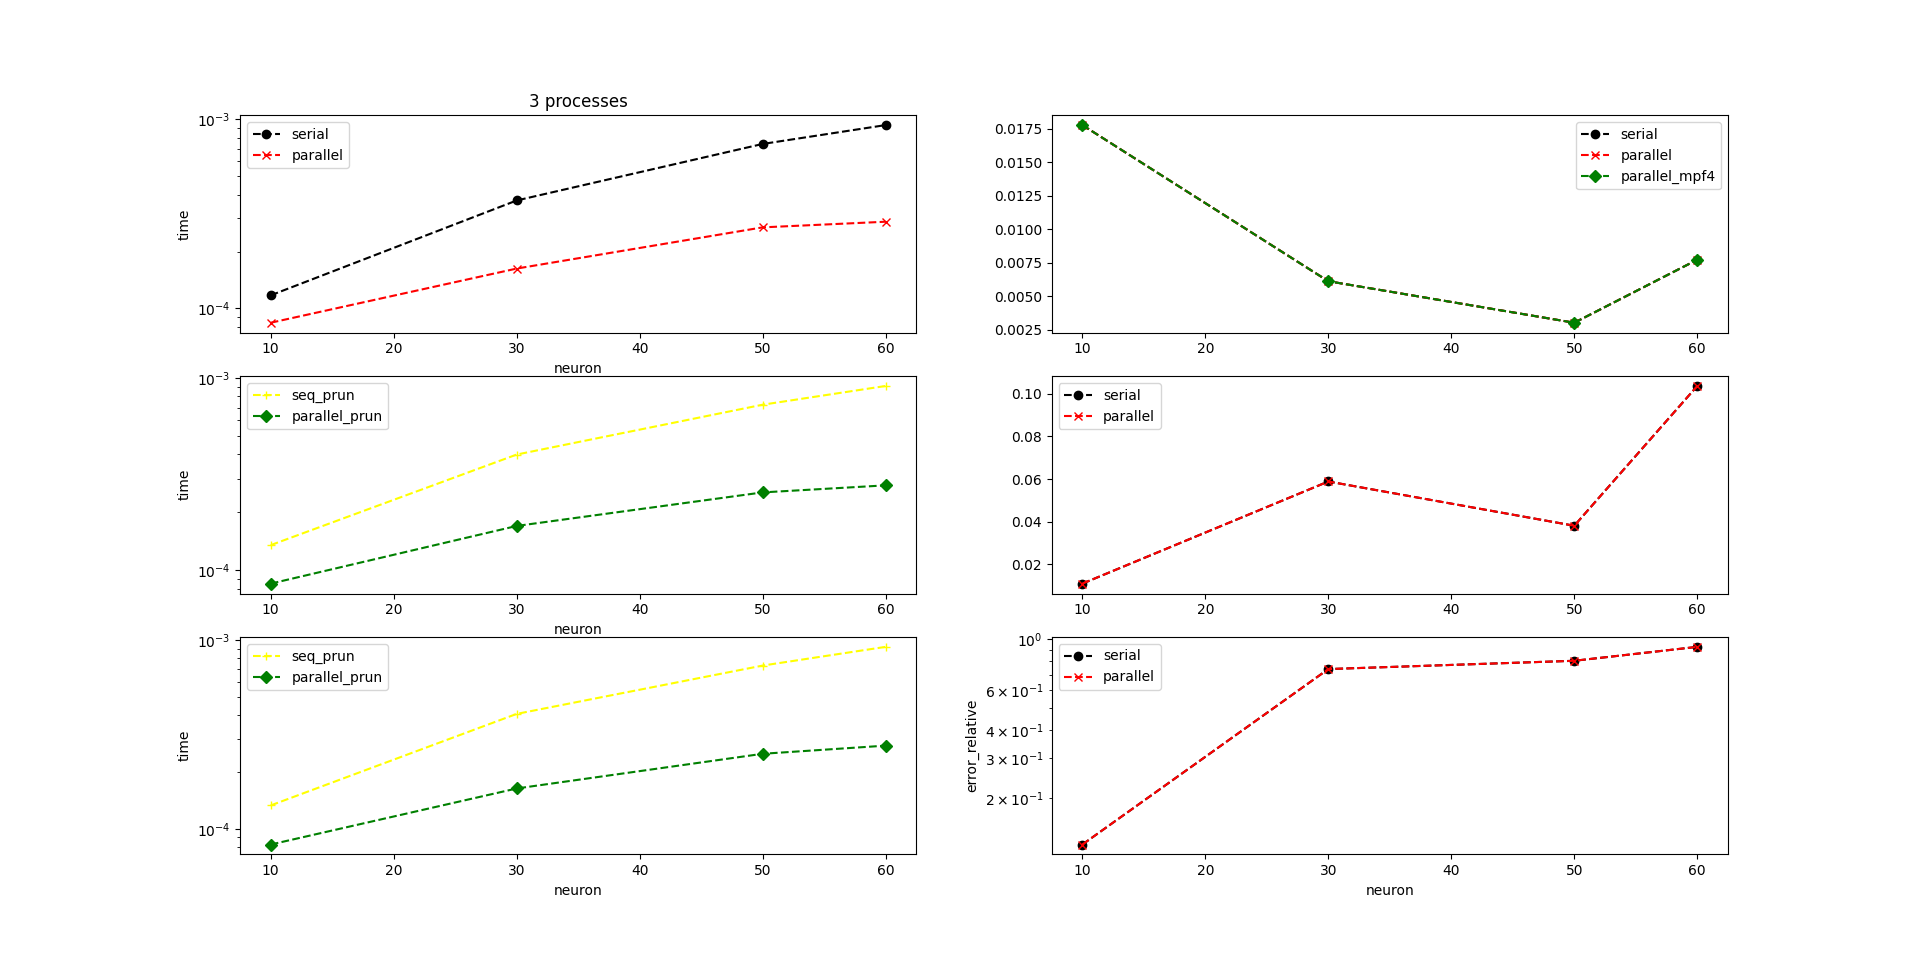 3 processes
10⁻³
10⁻⁴
time
serial
parallel
10 20 30 40 50 60
neuron
0.0175
0.0150
0.0125
0.0100
0.0075
0.0050
0.0025
serial
parallel
parallel_mpf4
10 20 30 40 50 60
10⁻³
10⁻⁴
time
seq_prun
parallel_prun
10 20 30 40 50 60
neuron
0.10
0.08
0.06
0.04
0.02
serial
parallel
10 20 30 40 50 60
10⁻³
10⁻⁴
time
seq_prun
parallel_prun
10 20 30 40 50 60
neuron
10⁰
6 × 10⁻¹
4 × 10⁻¹
3 × 10⁻¹
2 × 10⁻¹
error_relative
serial
parallel
10 20 30 40 50 60
neuron